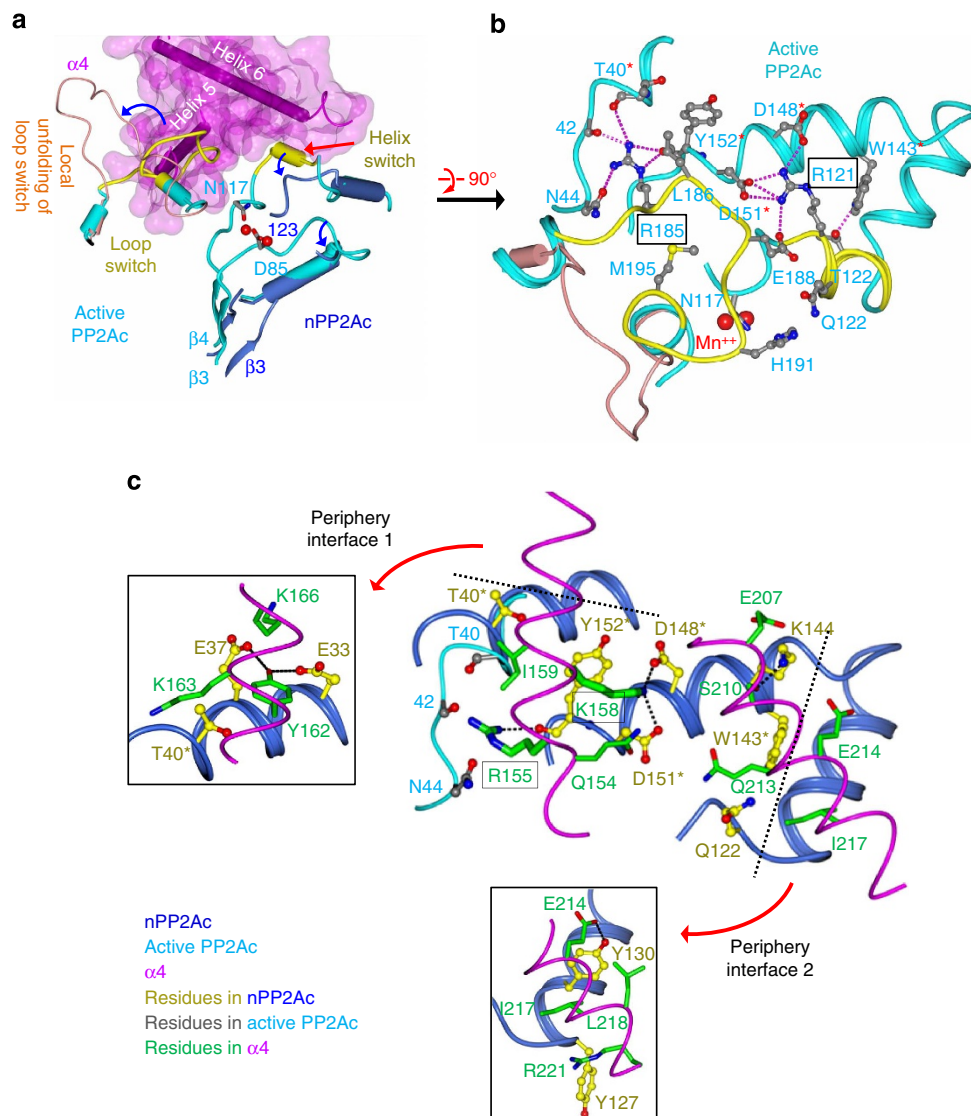 a
α4
Helix 6
Helix 5
Local
unfolding of
loop switch
Helix
switch
N117
123
Loop
switch
D85
Active
PP2Ac
nPP2Ac
β4
β3
β3
90°
b
T40*
Active
PP2Ac
42
Y152*
D148*
W143*
N44
L186
R121
R185
D151*
M195
E188
T122
N117
Q122
Mn++
H191
c
Periphery
interface 1
K166
E37
E33
K163
Y162
T40*
T40*
E207
Y152*
D148*
K144
T40
I159
S210
42
K158
W143*
E214
N44
R155
Q154
D151*
Q213
Q122
I217
E214
Y130
Periphery
interface 2
I217
L218
R221
Y127
nPP2Ac
Active PP2Ac
α4
Residues in nPP2Ac
Residues in active PP2Ac
Residues in α4